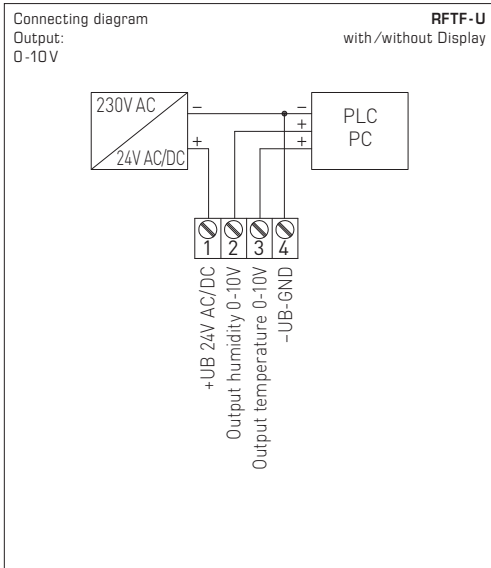 Connecting diagram
Output:
0-10 V
RFTF-U
with/without Display
230V AC
24V AC/DC
−
+
−
+
+
PLC
PC
1
2
3
4
+UB 24V AC/DC
Output humidity 0-10V
Output temperature 0-10V
−UB-GND